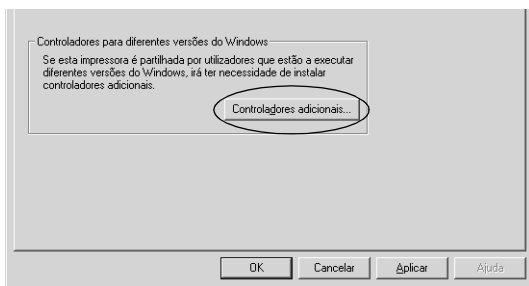 Controladores para diferentes versões do Windows
Se esta impressora é partilhada por utilizadores que estão a executar
diferentes versões do Windows, irá ter necessidade de instalar
controladores adicionais.
Controladores adicionais...
OK Cancelar Aplicar Ajuda